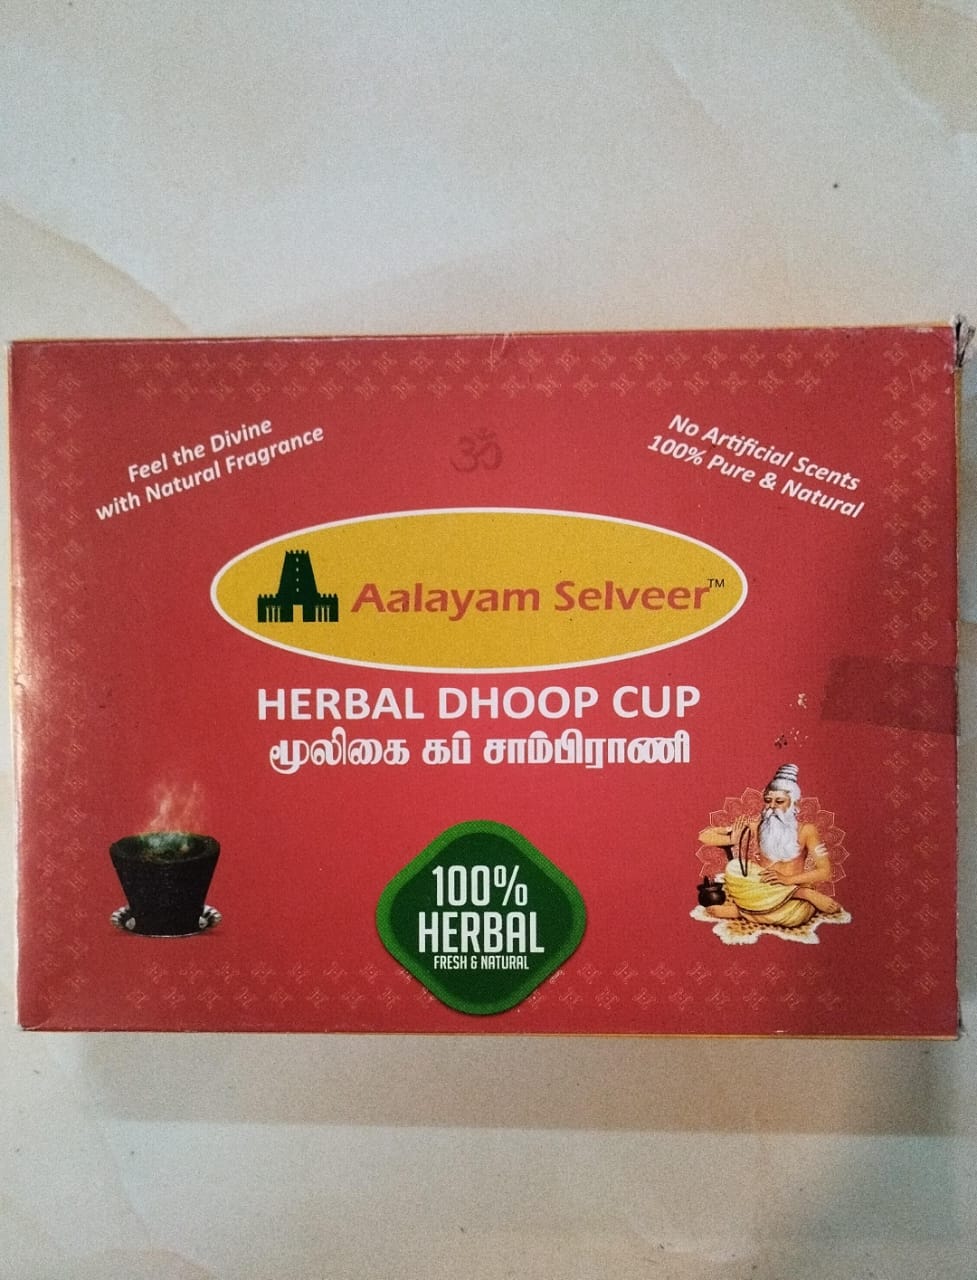 Feel the Divine
with Natural Fragrance
ॐ
No Artificial Scents
100% Pure & Natural
Aalayam Selveer™
HERBAL DHOOP CUP
மூலிகை கப் சாம்பிராணி
100%
HERBAL
FRESH & NATURAL